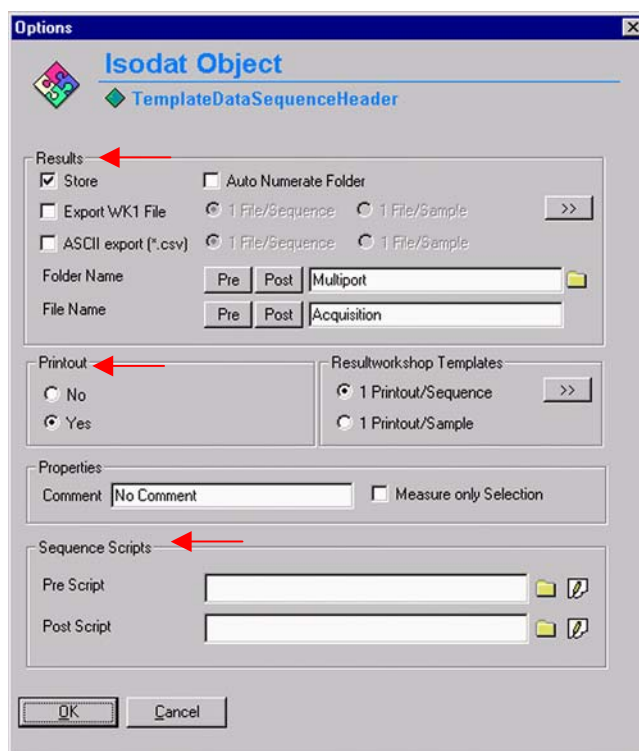 Options
Isodat Object
TemplateDataSequenceHeader
Results
Store Auto Numerate Folder
Export WK1 File 1 File/Sequence 1 File/Sample >>
ASCII export (*.csv) 1 File/Sequence 1 File/Sample
Folder Name Pre Post Multiport
File Name Pre Post Acquisition
Printout Resultworkshop Templates
No 1 Printout/Sequence >>
Yes 1 Printout/Sample
Properties
Comment No Comment Measure only Selection
Sequence Scripts
Pre Script
Post Script
OK Cancel